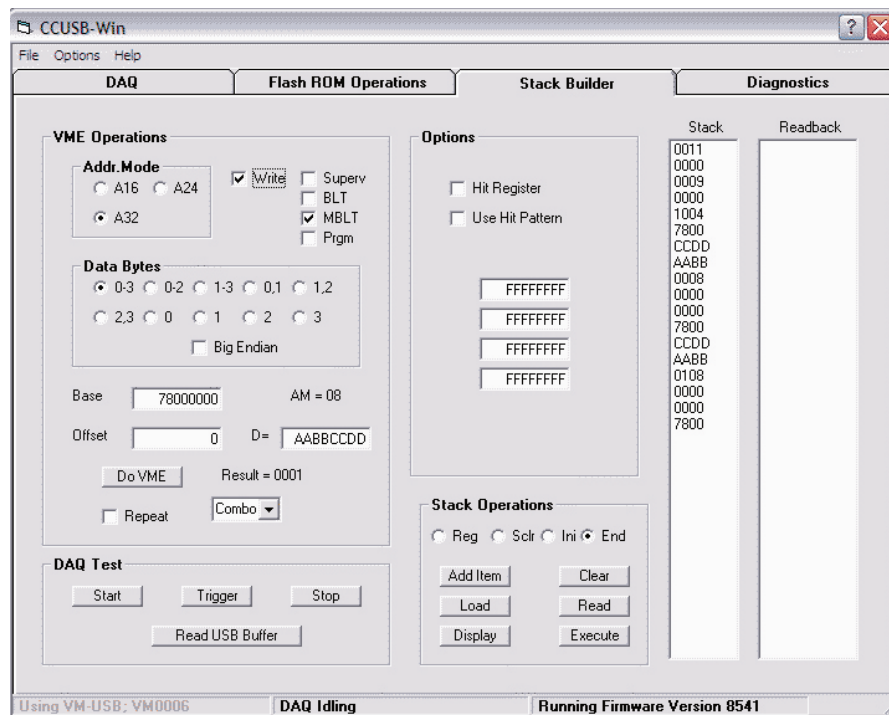 CCUSB-Win
File Options Help
DAQ Flash ROM Operations Stack Builder Diagnostics
VME Operations
Addr.Mode
A16 A24
A32
Write
Superv
BLT
MBLT
Prgm
Data Bytes
0-3 0-2 1-3 0,1 1,2
2,3 0 1 2 3
Big Endian
Base 78000000 AM = 08
Offset 0 D= AABBCCDD
Do VME Result = 0001
Repeat Combo
DAQ Test
Start Trigger Stop
Read USB Buffer
Options
Hit Register
Use Hit Pattern
FFFFFFFF
FFFFFFFF
FFFFFFFF
FFFFFFFF
Stack Operations
Reg Sclr Ini End
Add Item Clear
Load Read
Display Execute
Stack Readback
0011
0000
0009
0000
1004
7800
CCDD
AABB
0008
0000
0000
7800
CCDD
AABB
0108
0000
0000
7800
Using VM-USB; VM0006 DAQ Idling Running Firmware Version 8541